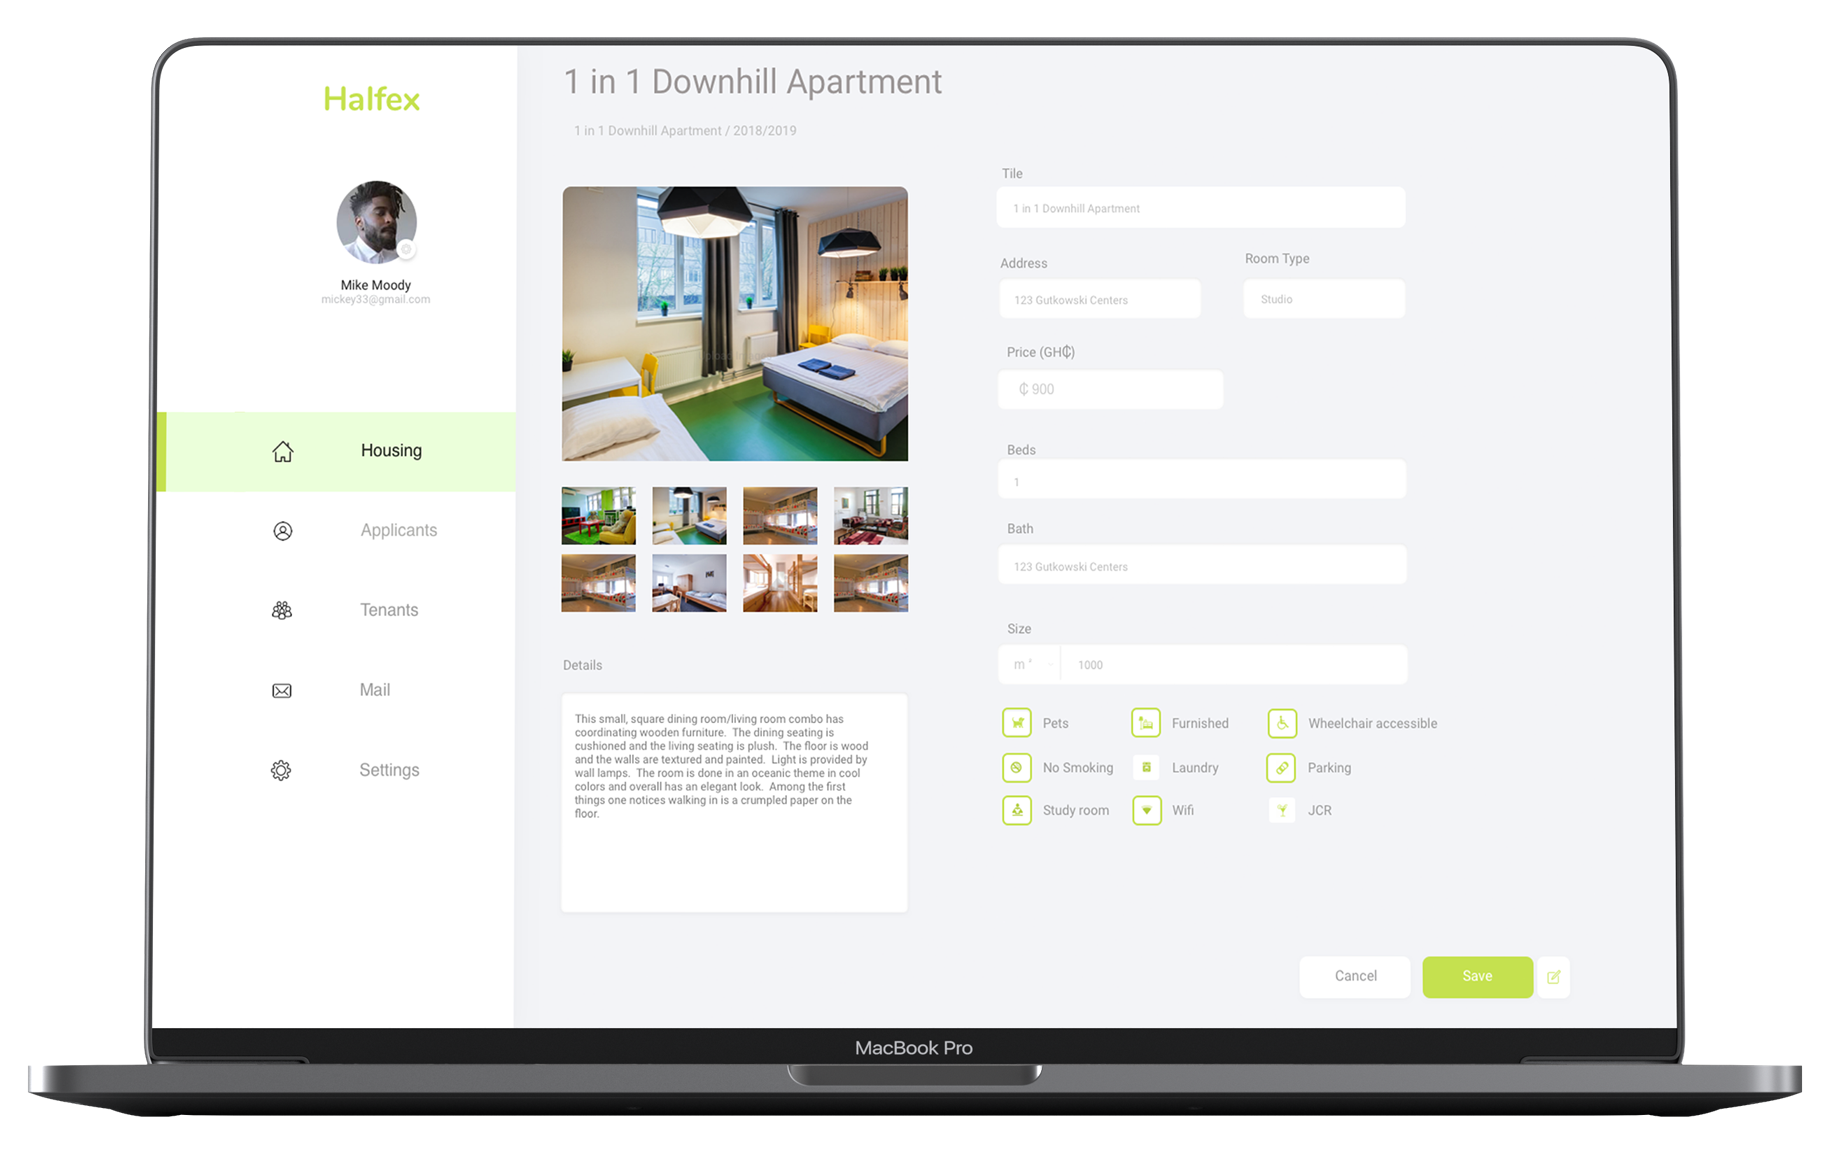 Halfex
Mike Moody
mickey33@gmail.com
Housing
Applicants
Tenants
Mail
Settings
1 in 1 Downhill Apartment
1 in 1 Downhill Apartment / 2018/2019
Details
This small, square dining room/living room combo has
coordinating wooden furniture. The dining seating is
cushioned and the living seating is plush. The floor is wood
and the walls are textured and painted. Light is provided by
wall lamps. The room is done in an oceanic theme in cool
colors and overall has an elegant look. Among the first
things one notices walking in is a crumpled paper on the
floor.
Tile
1 in 1 Downhill Apartment
Address
Room Type
123 Gutkowski Centers
Studio
Price (GH₵)
₵ 900
Beds
1
Bath
123 Gutkowski Centers
Size
m
1000
Pets
Furnished
Wheelchair accessible
No Smoking
Laundry
Parking
Study room
Wifi
JCR
Cancel
Save
MacBook Pro